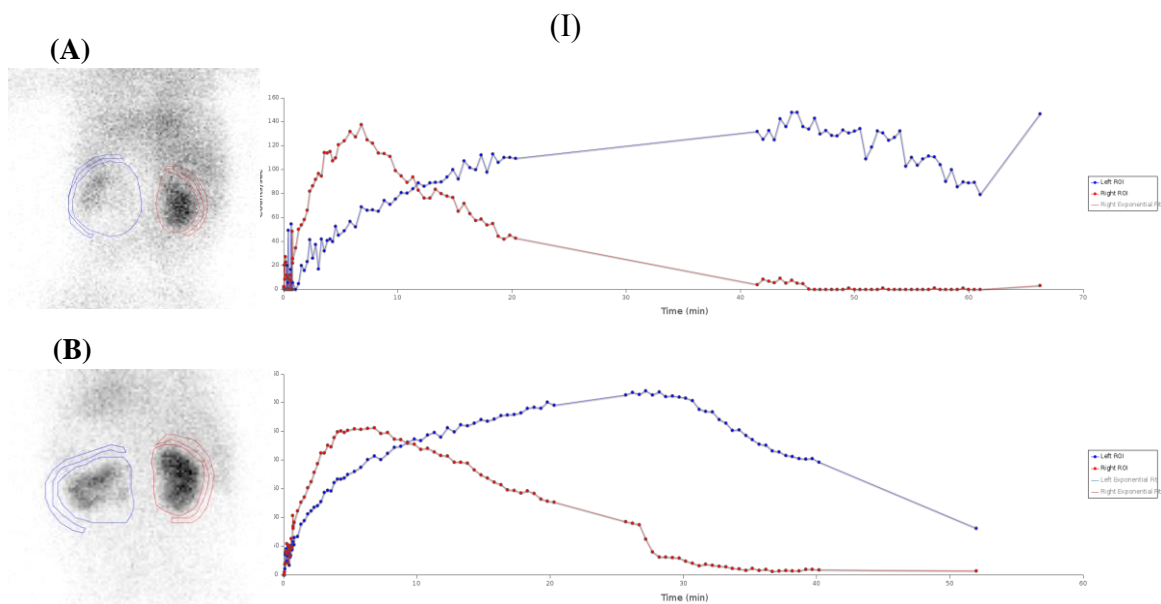 (I)
(A)
160
140
120
100
80
60
40
20
0
0 10 20 30 40 50 60 70
Time (min)
Left ROI
Right ROI
Right Exponential Fit
(B)
0 10 20 30 40 50 60
Time (min)
Left ROI
Right ROI
Left Exponential Fit
Right Exponential Fit